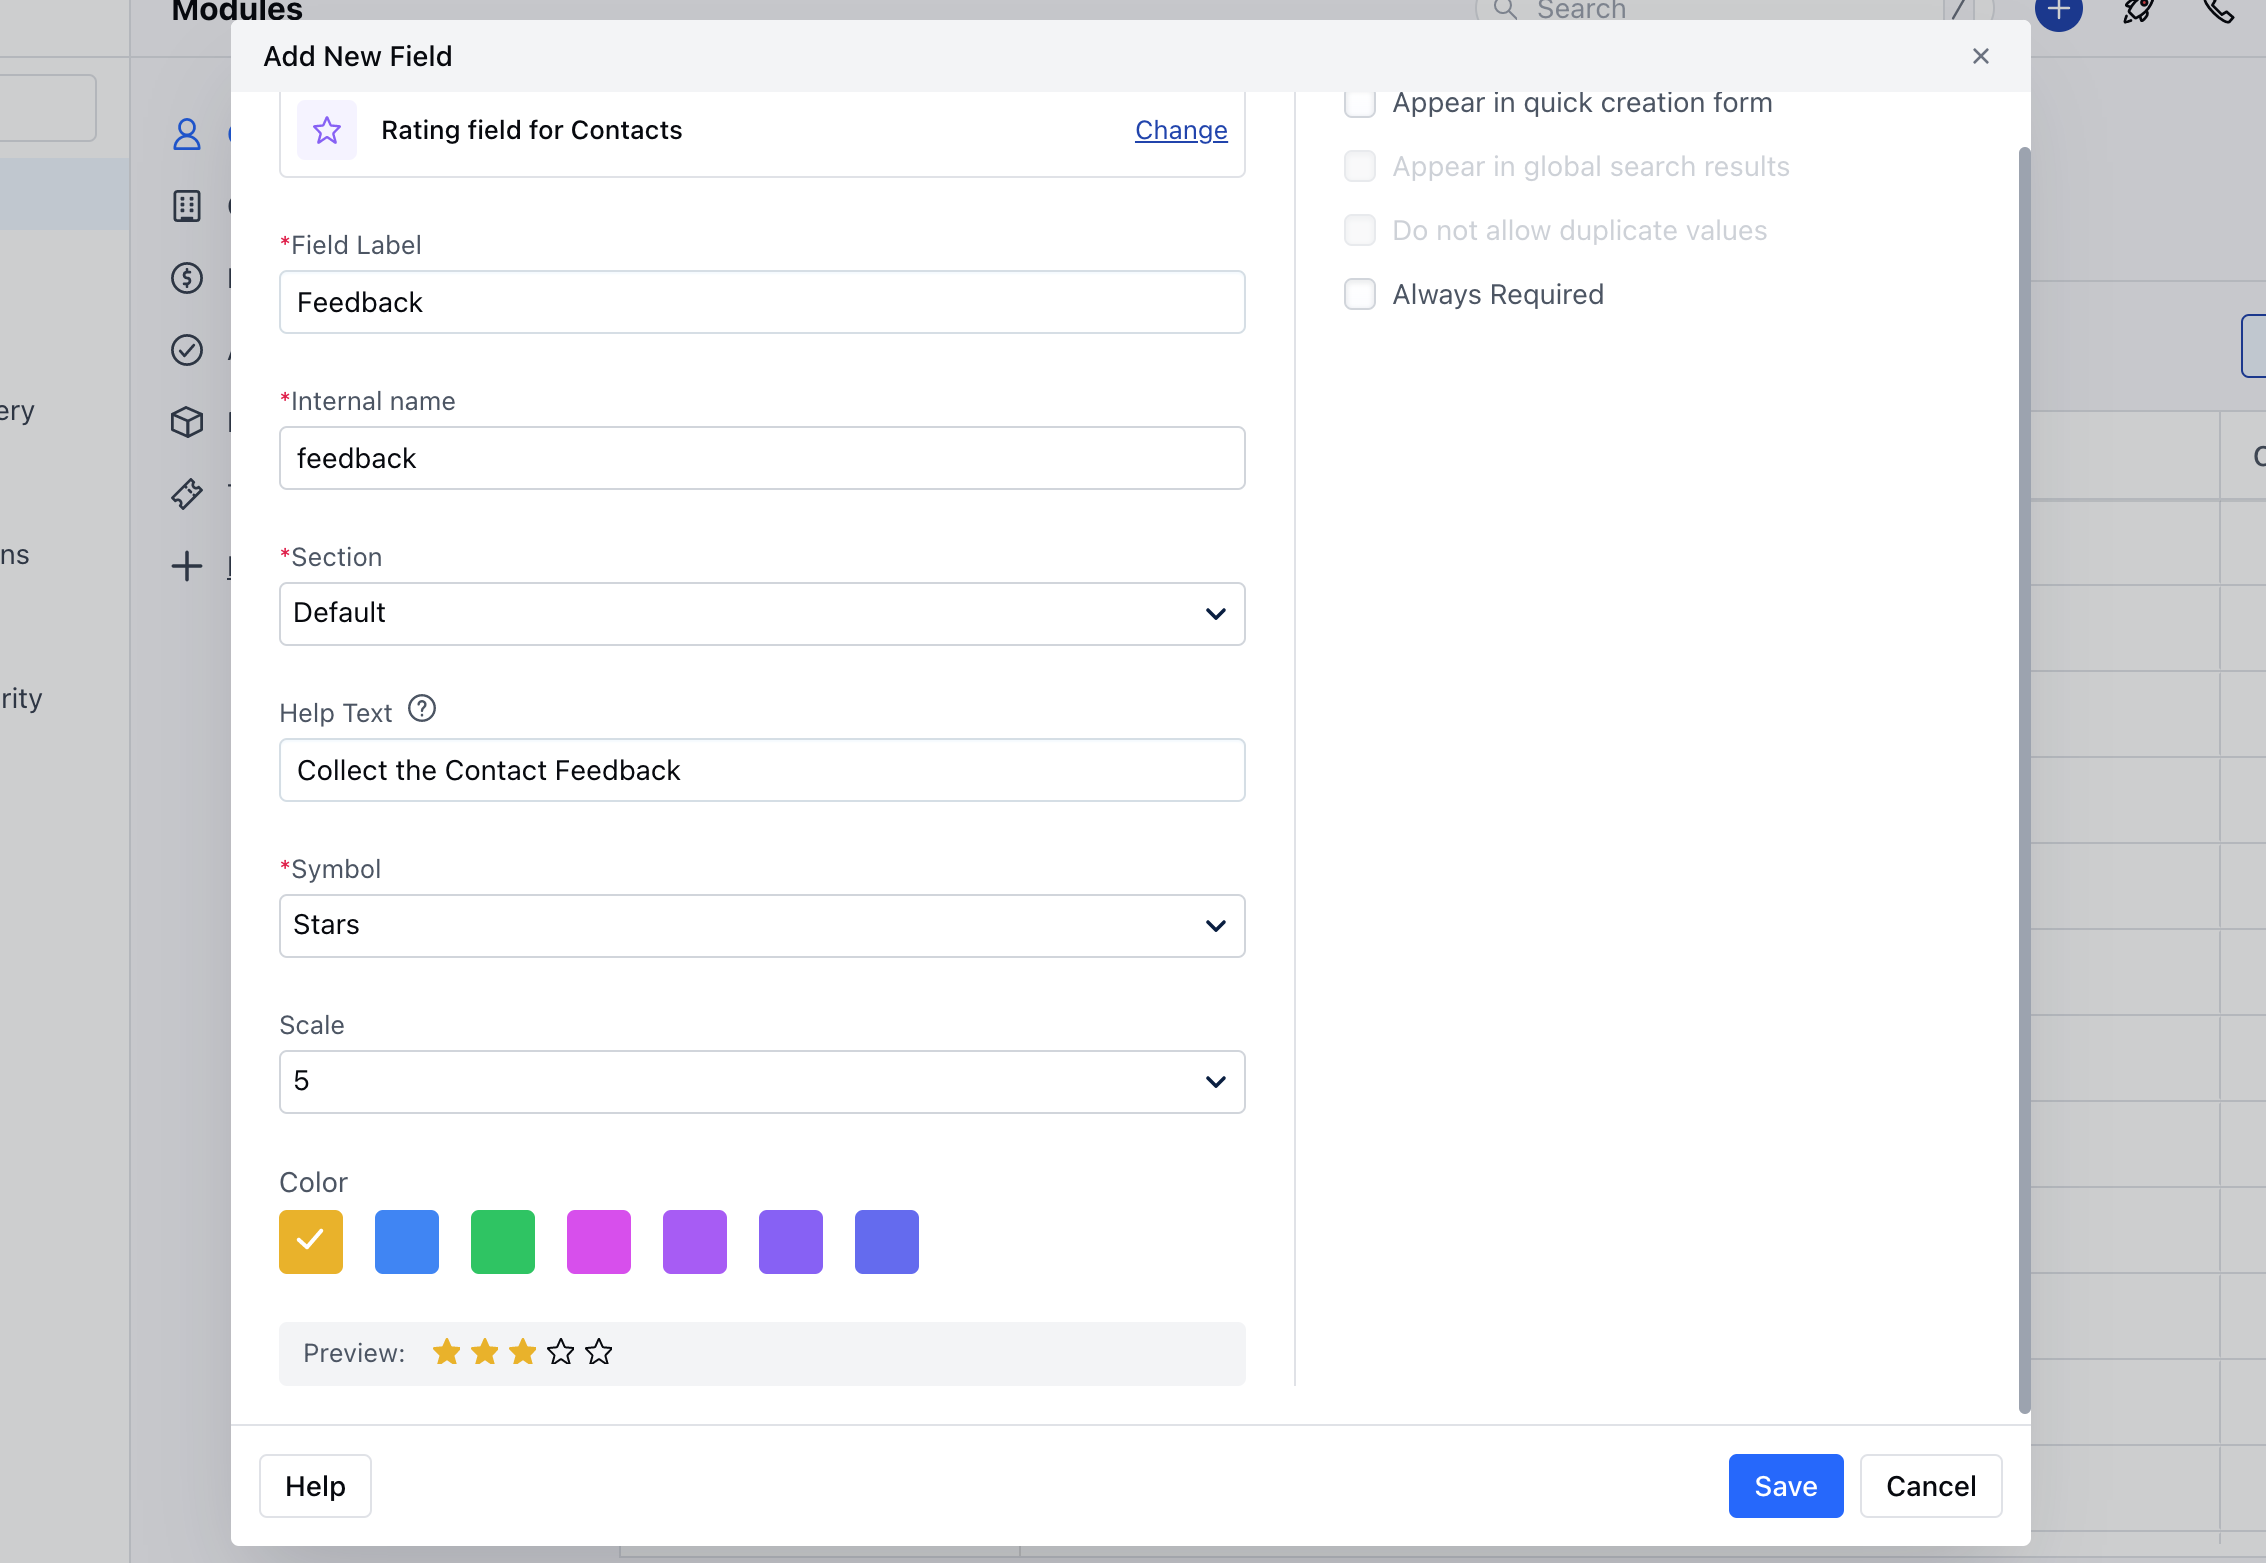 Modules
Search
/
Add New Field
Rating field for Contacts
Change
Appear in quick creation form
Appear in global search results
Do not allow duplicate values
Always Required
*Field Label
Feedback
*Internal name
feedback
*Section
Default
Help Text ?
Collect the Contact Feedback
*Symbol
Stars
Scale
5
Color
Preview:
Help
Save
Cancel
ery
ns
rity